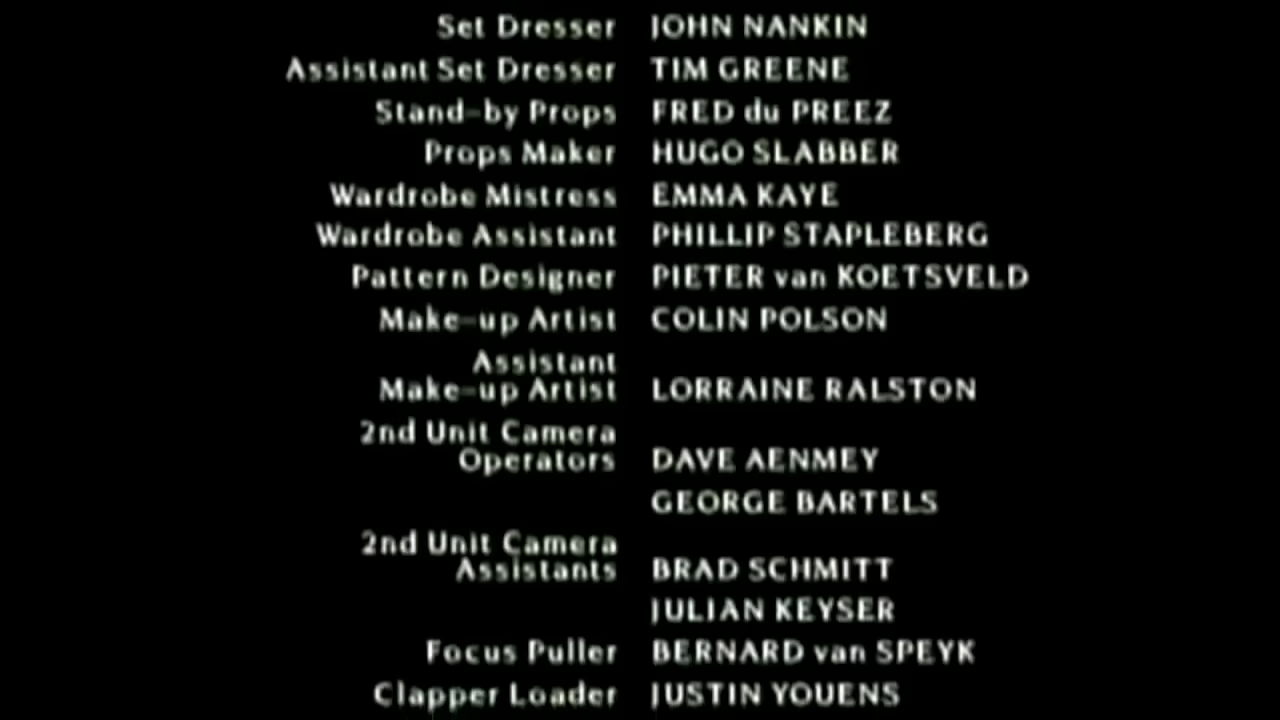 Set Dresser JOHN NANKIN
Assistant Set Dresser TIM GREENE
Stand-by Props FRED du PREEZ
Props Maker HUGO SLABBER
Wardrobe Mistress EMMA KAYE
Wardrobe Assistant PHILLIP STAPLEBERG
Pattern Designer PIETER van KOETSVELD
Make-up Artist COLIN POLSON
Assistant
Make-up Artist LORRAINE RALSTON
2nd Unit Camera
Operators DAVE AENMEY
GEORGE BARTELS
2nd Unit Camera
Assistants BRAD SCHMITT
JULIAN KEYSER
Focus Puller BERNARD van SPEYK
Clapper Loader JUSTIN YOUENS